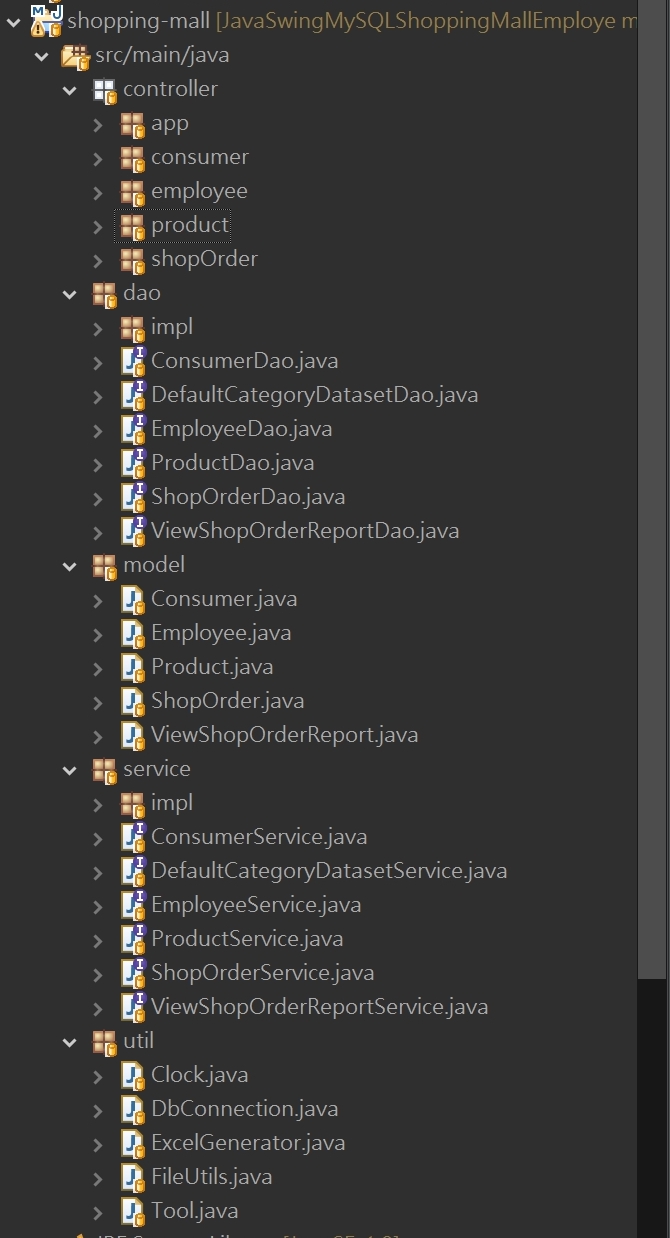 shopping-mall [JavaSwingMySQLShoppingMallEmploye m
src/main/java
controller
app
consumer
employee
product
shopOrder
dao
impl
ConsumerDao.java
DefaultCategoryDatasetDao.java
EmployeeDao.java
ProductDao.java
ShopOrderDao.java
ViewShopOrderReportDao.java
model
Consumer.java
Employee.java
Product.java
ShopOrder.java
ViewShopOrderReport.java
service
impl
ConsumerService.java
DefaultCategoryDatasetService.java
EmployeeService.java
ProductService.java
ShopOrderService.java
ViewShopOrderReportService.java
util
Clock.java
DbConnection.java
ExcelGenerator.java
FileUtils.java
Tool.java